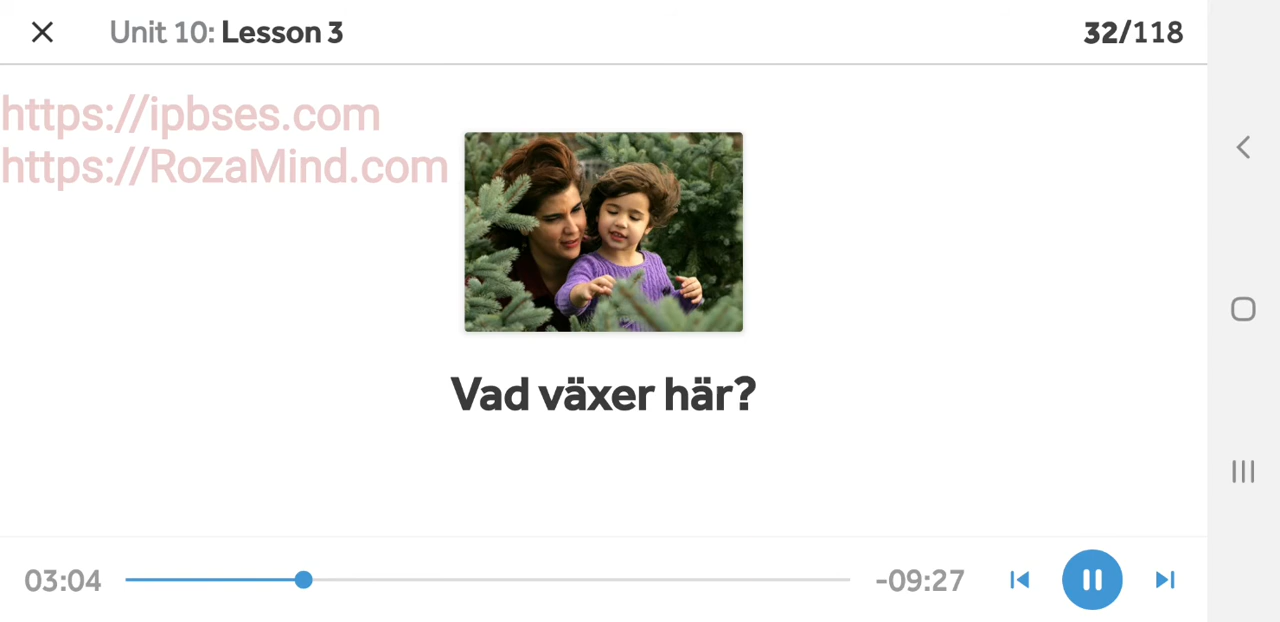 Unit 10: Lesson 3
32/118
https://ipbses.com
https://RozaMind.com
Vad växer här?
03:04
-09:27